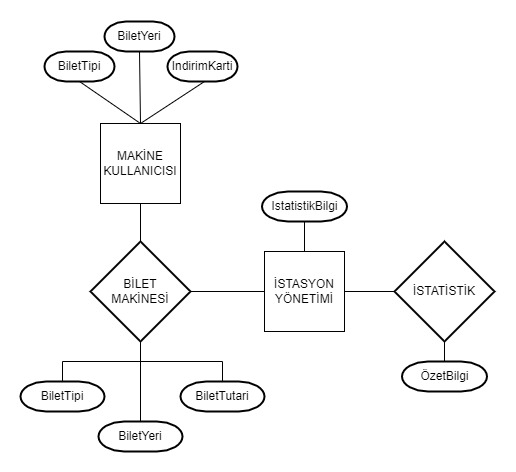 BiletYeri
BiletTipi
IndirimKarti
MAKİNE
KULLANICISI
IstatistikBilgi
BİLET
MAKİNESİ
İSTASYON
YÖNETİMİ
İSTATİSTİK
BiletTipi
BiletTutari
ÖzetBilgi
BiletYeri